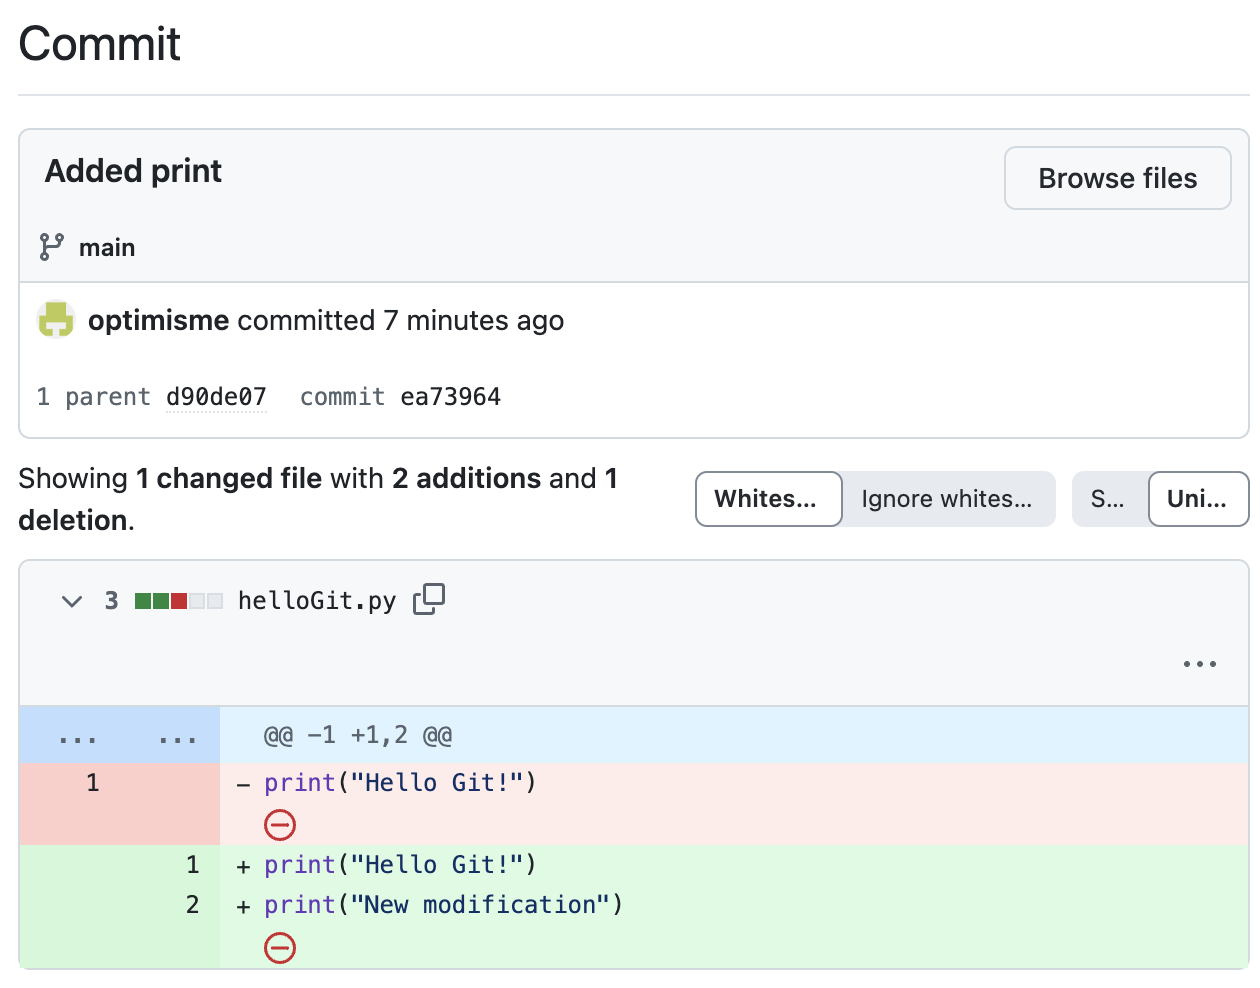 Commit
Added print
Browse files
main
optimisme committed 7 minutes ago
1 parent d90de07 commit ea73964
Showing 1 changed file with 2 additions and 1
deletion.
Whites... Ignore whites... S... Uni...
3 helloGit.py
...
... ... @@ -1 +1,2 @@
1 - print("Hello Git!")
1 + print("Hello Git!")
2 + print("New modification")